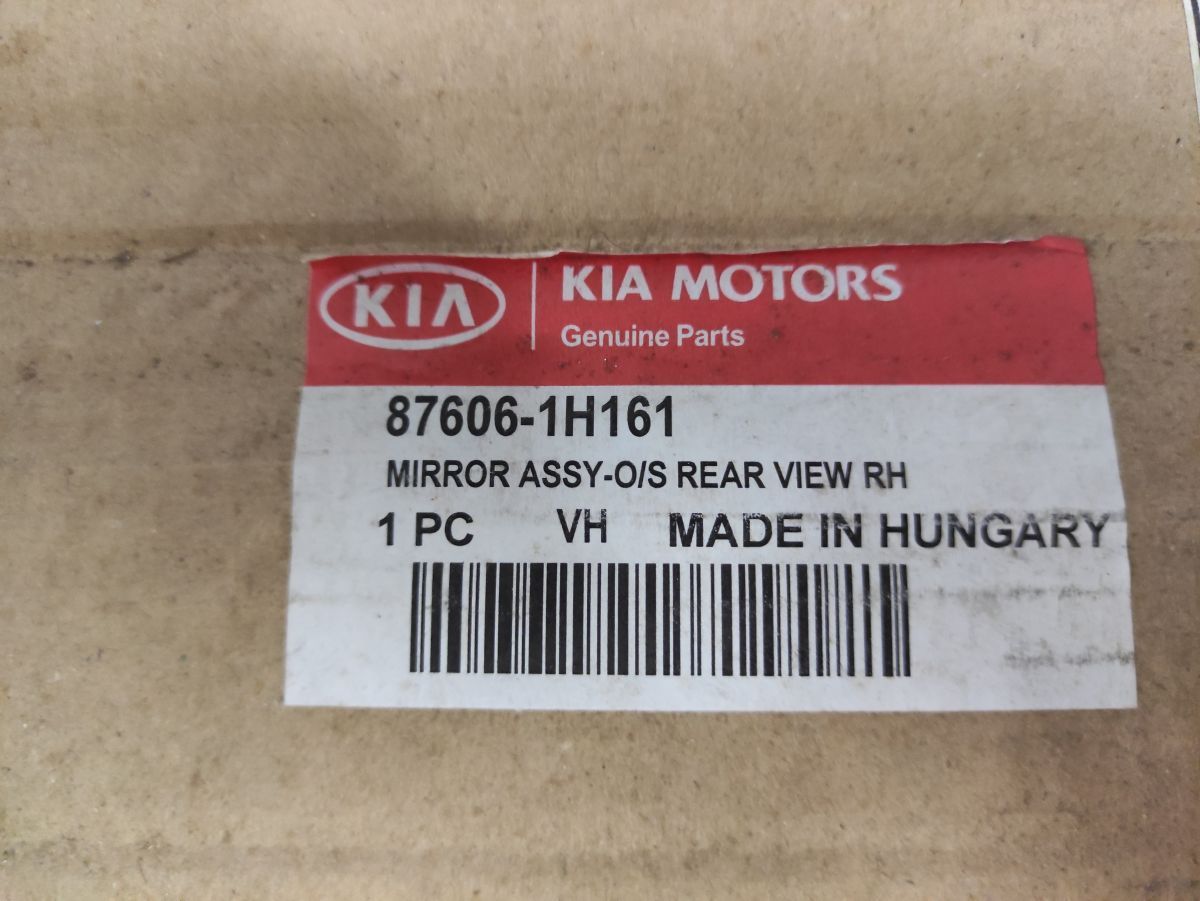 KIA
KIA MOTORS
Genuine Parts
87606-1H161
MIRROR ASSY-O/S REAR VIEW RH
1 PC VH MADE IN HUNGARY